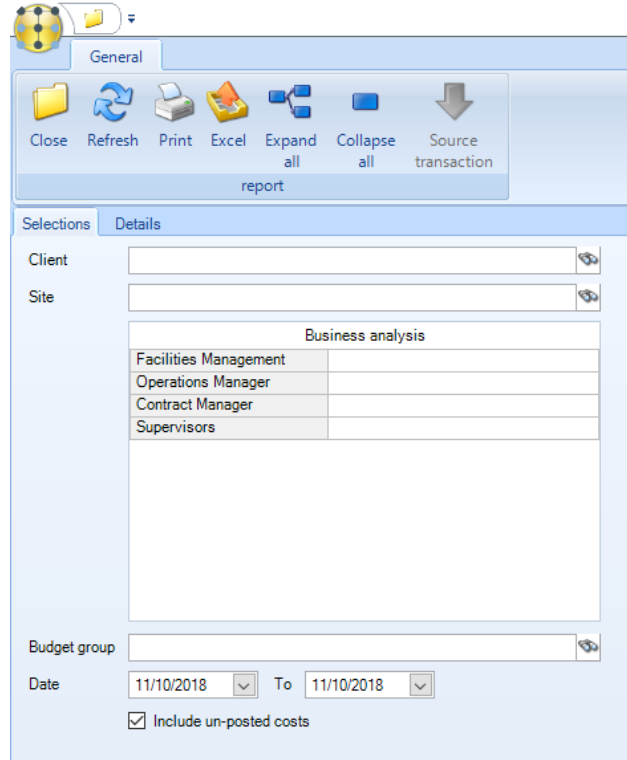 General
Close Refresh Print Excel Expand all Collapse all Source transaction
report
Selections Details
Client
Site
Business analysis
Facilities Management
Operations Manager
Contract Manager
Supervisors
Budget group
Date 11/10/2018 To 11/10/2018
Include un-posted costs